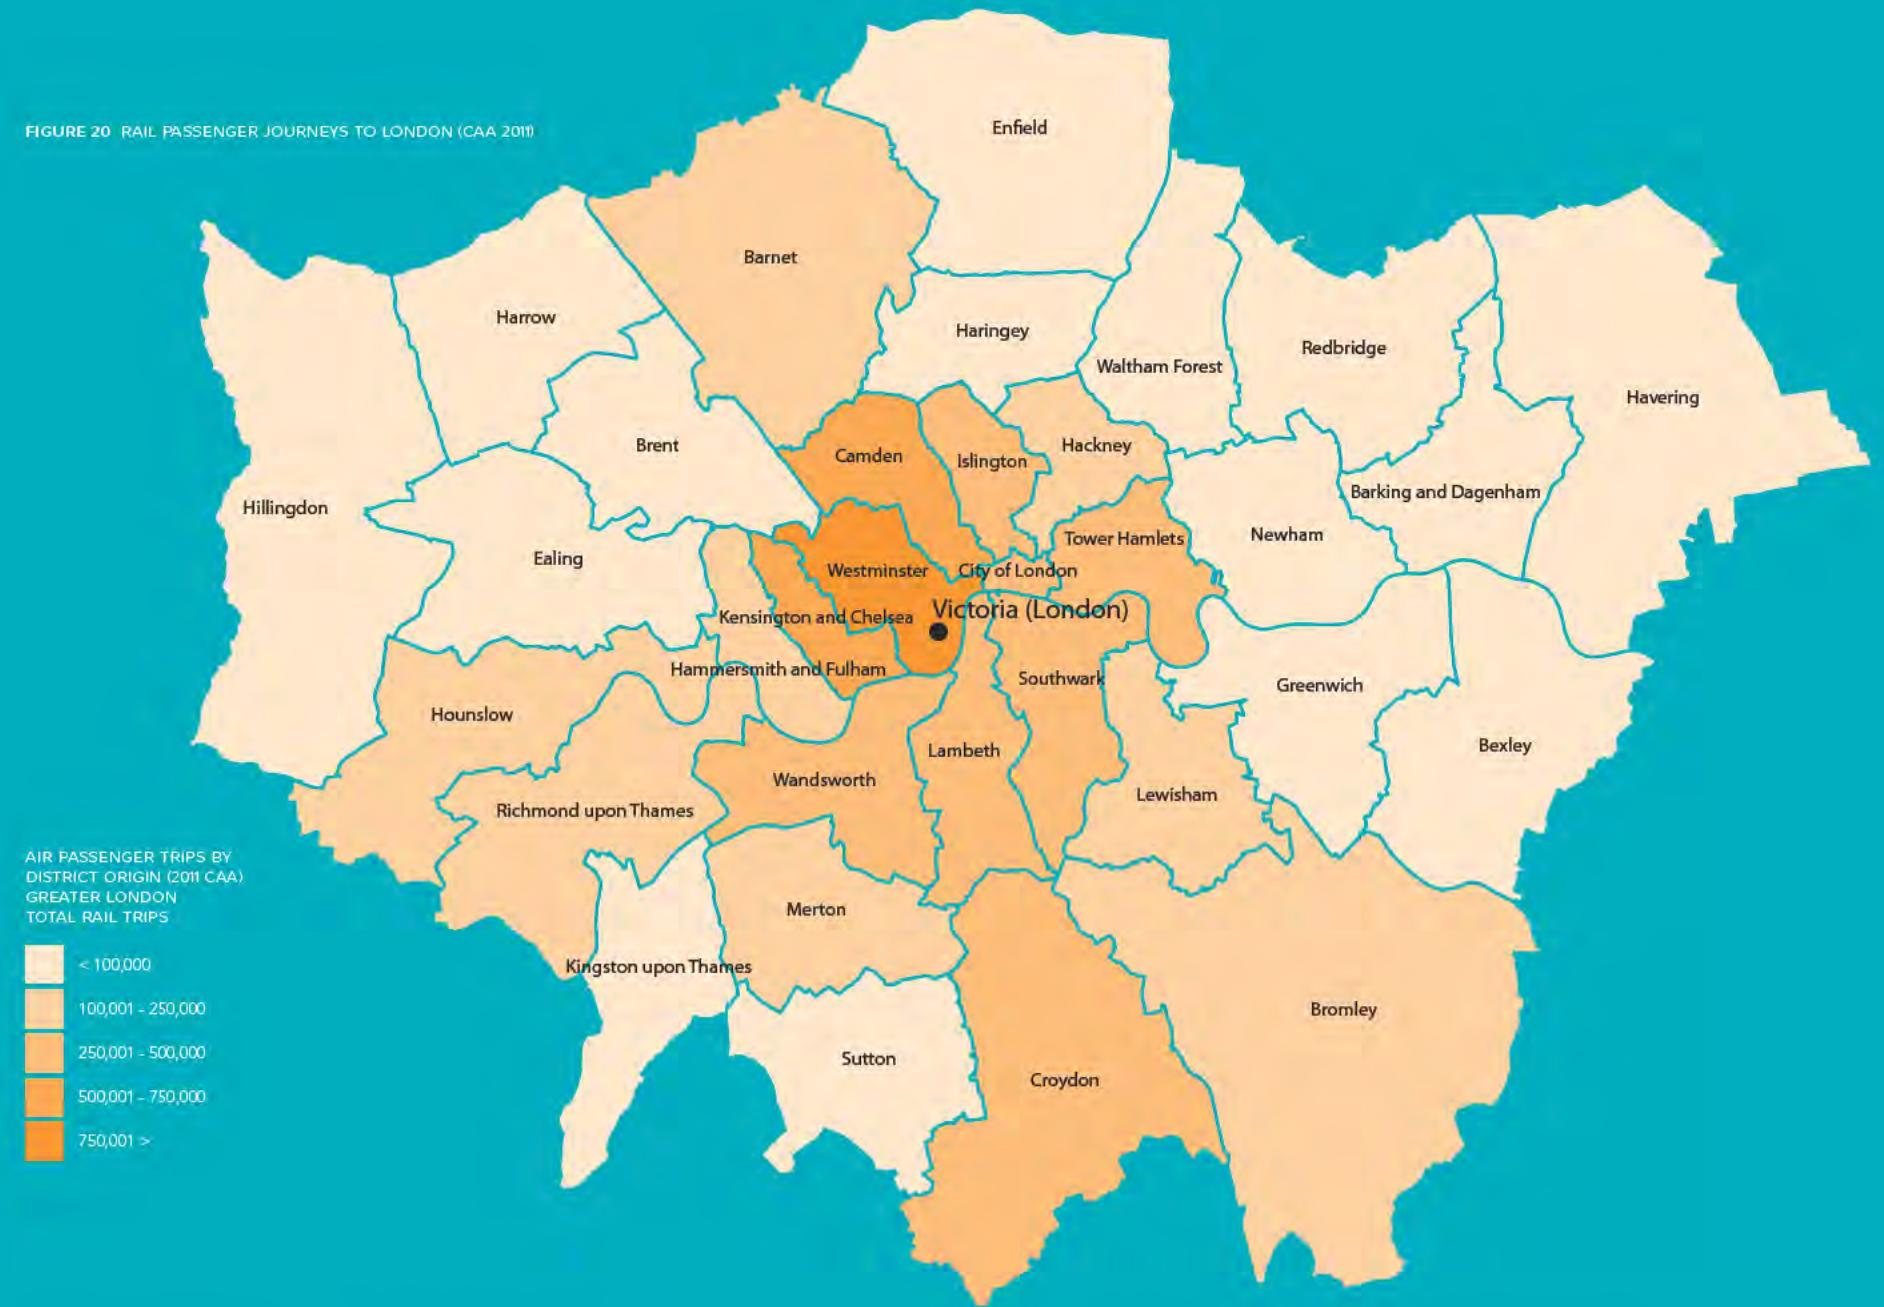 FIGURE 20 RAIL PASSENGER JOURNEYS TO LONDON (CAA 2011)
Enfield
Barnet
Harrow
Haringey
Redbridge
Waltham Forest
Havering
Brent
Camden
Islington
Hackney
Barking and Dagenham
Hillingdon
Ealing
Newham
Tower Hamlets
Westminster
City of London
Victoria (London)
Kensington and Chelsea
Hammersmith and Fulham
Southwark
Greenwich
Hounslow
Lambeth
Bexley
Wandsworth
Lewisham
Richmond upon Thames
Merton
Kingston upon Thames
Bromley
Sutton
Croydon
AIR PASSENGER TRIPS BY
DISTRICT ORIGIN (2011 CAA)
GREATER LONDON
TOTAL RAIL TRIPS
< 100,000
100,001 - 250,000
250,001 - 500,000
500,001 - 750,000
750,001 >